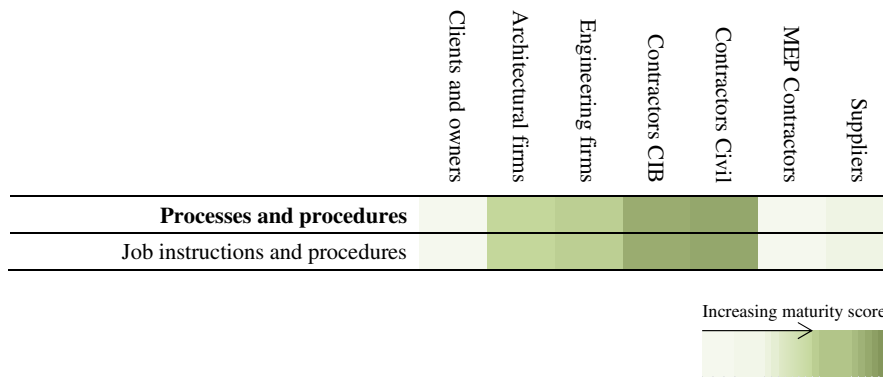 Clients and owners
Architectural firms
Engineering firms
Contractors CIB
Contractors Civil
MEP Contractors
Suppliers
Processes and procedures
Job instructions and procedures
Increasing maturity score